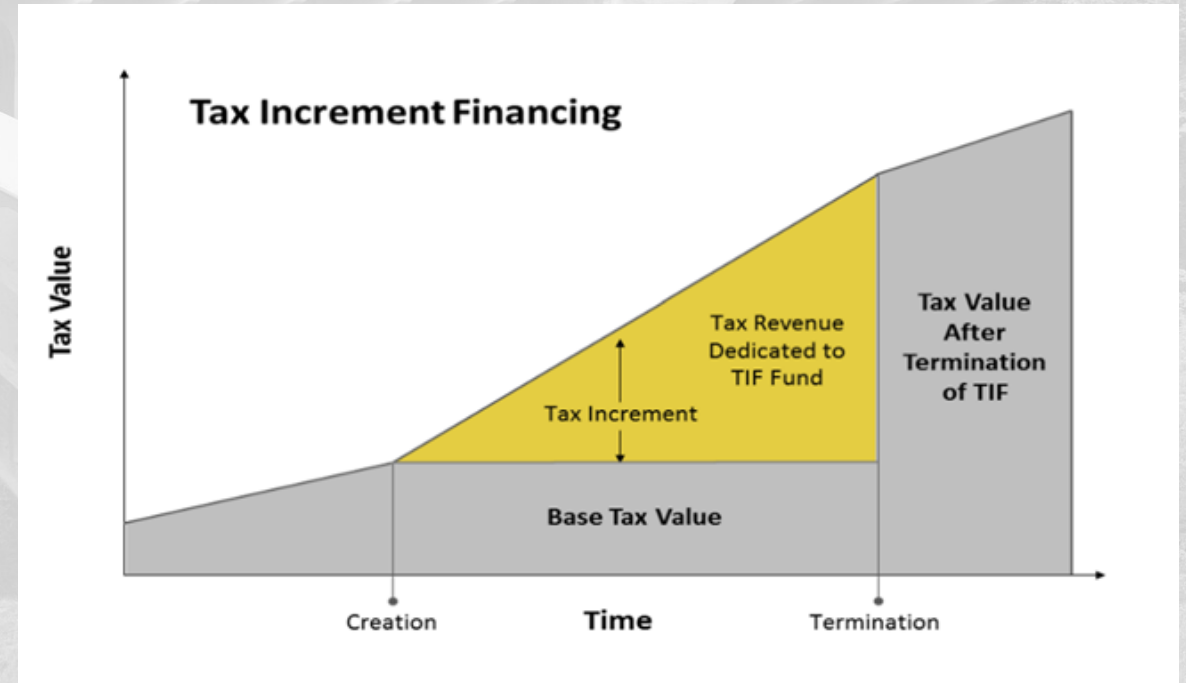 Tax Increment Financing
Tax Value
Tax Revenue
Dedicated to
TIF Fund
Tax Increment
Base Tax Value
Tax Value
After
Termination
of TIF
Creation
Time
Termination